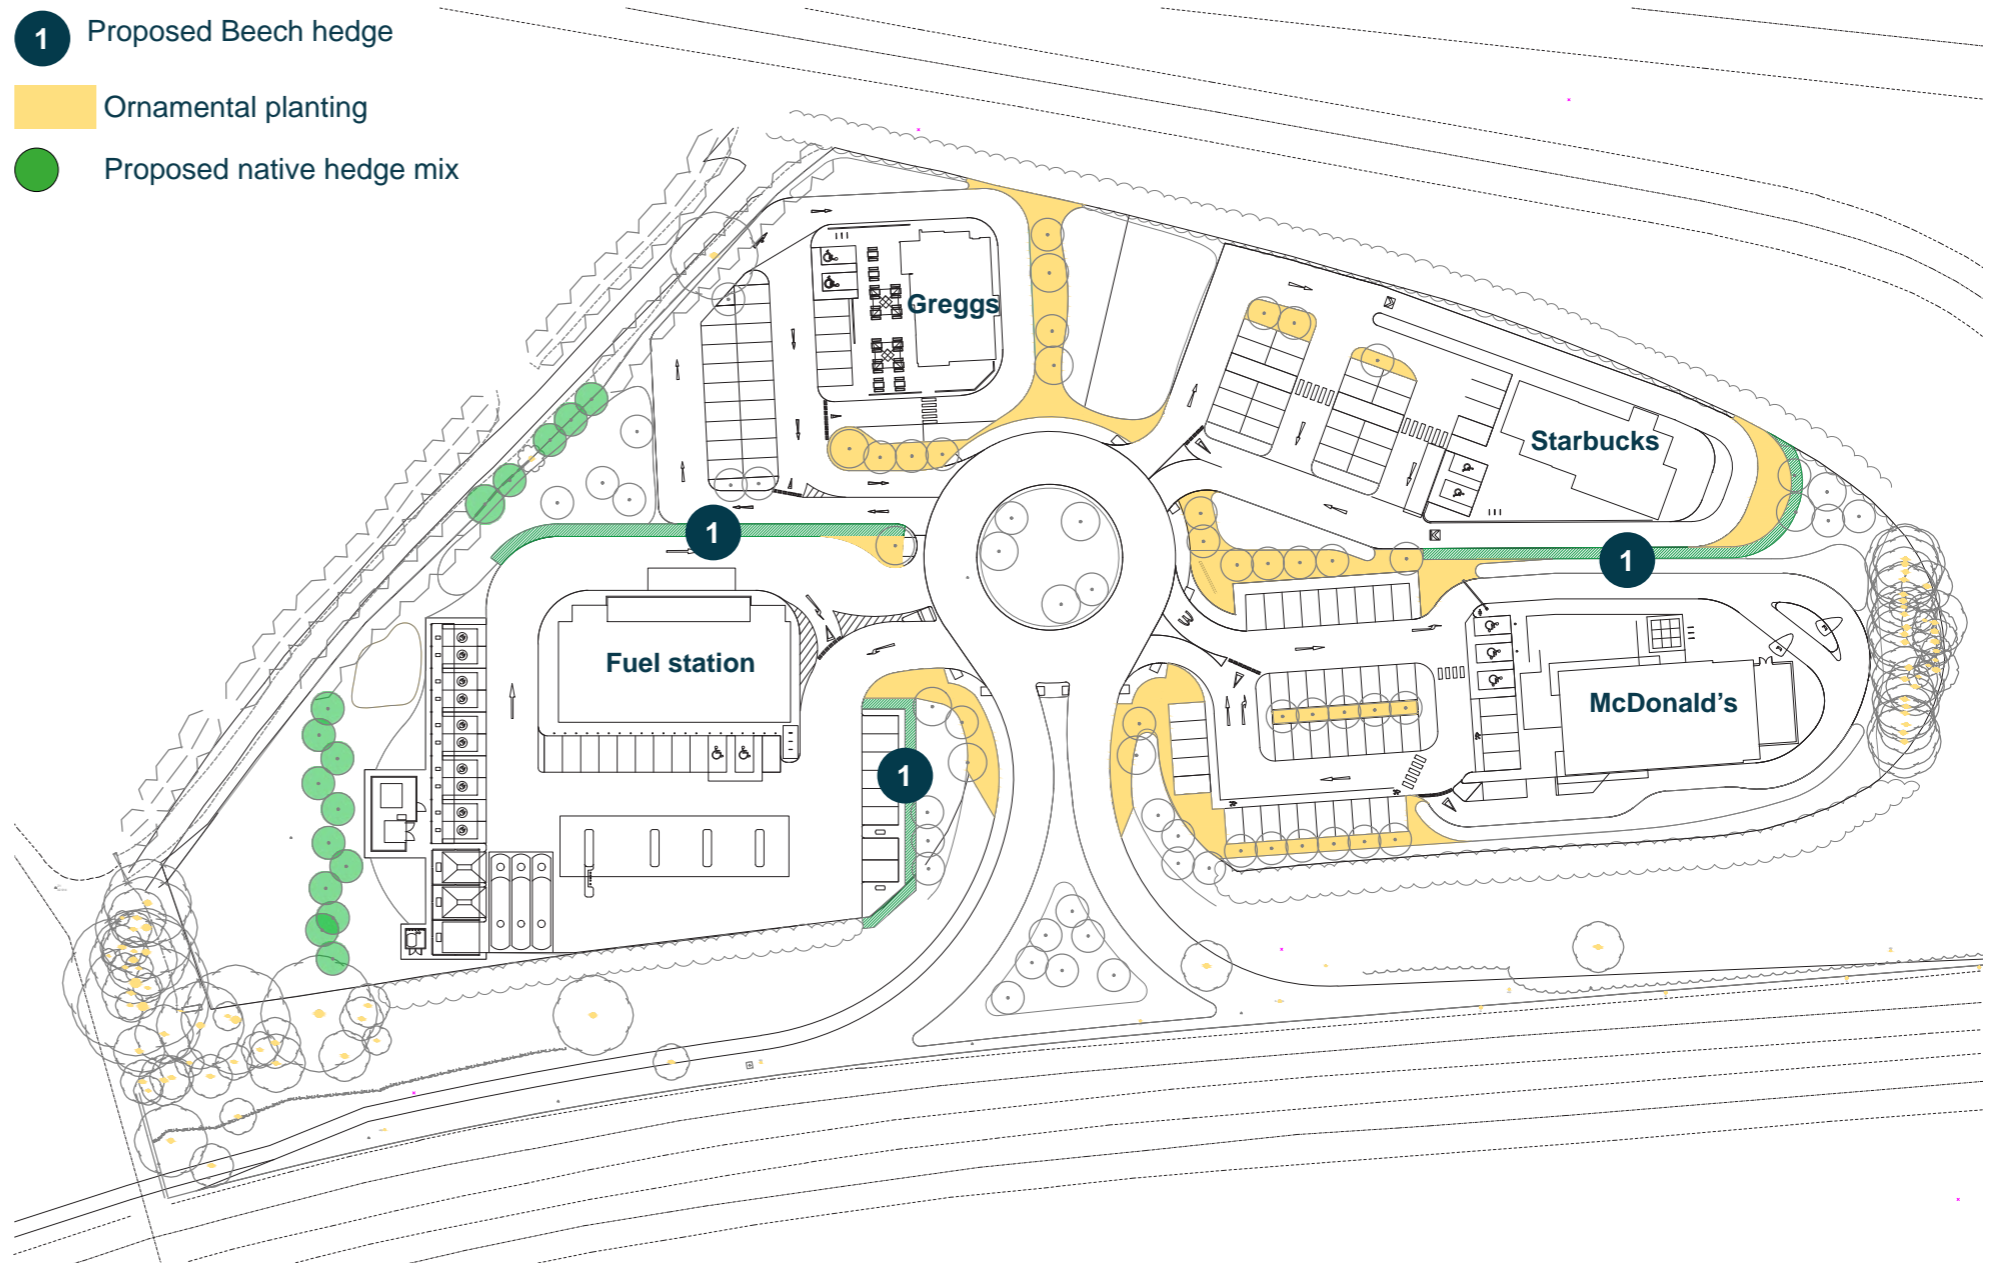 1 Proposed Beech hedge
Ornamental planting
Proposed native hedge mix
Greggs
Starbucks
1
1
Fuel station
McDonald's
1